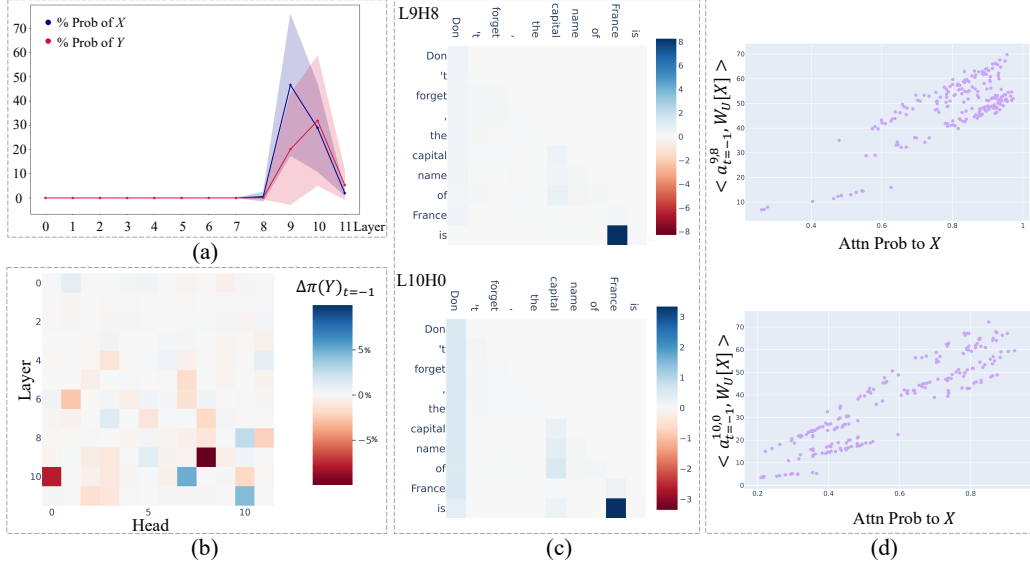 % Prob of X
% Prob of Y
70
60
50
40
30
20
10
0
0 1 2 3 4 5 6 7 8 9 10 11 Layer
(a)
Δπ(Y)t=−1
0
2
4
6
8
10
Layer
0 5 10
Head
5%
0%
−5%
(b)
L9H8
Don 't forget , the capital name of France is
Don
't
forget
,
the
capital
name
of
France
is
8
6
4
2
0
−2
−4
−6
−8
L10H0
Don 't forget , the capital name of France is
Don
't
forget
,
the
capital
name
of
France
is
3
2
1
0
−1
−2
−3
(c)
< a^{9,8}_{t=−1}, W_U[X] >
70
60
50
40
30
20
10
0.4 0.6 0.8 1
Attn Prob to X
< a^{10,0}_{t=−1}, W_U[X] >
70
60
50
40
30
20
10
0
0.2 0.4 0.6 0.8
Attn Prob to X
(d)